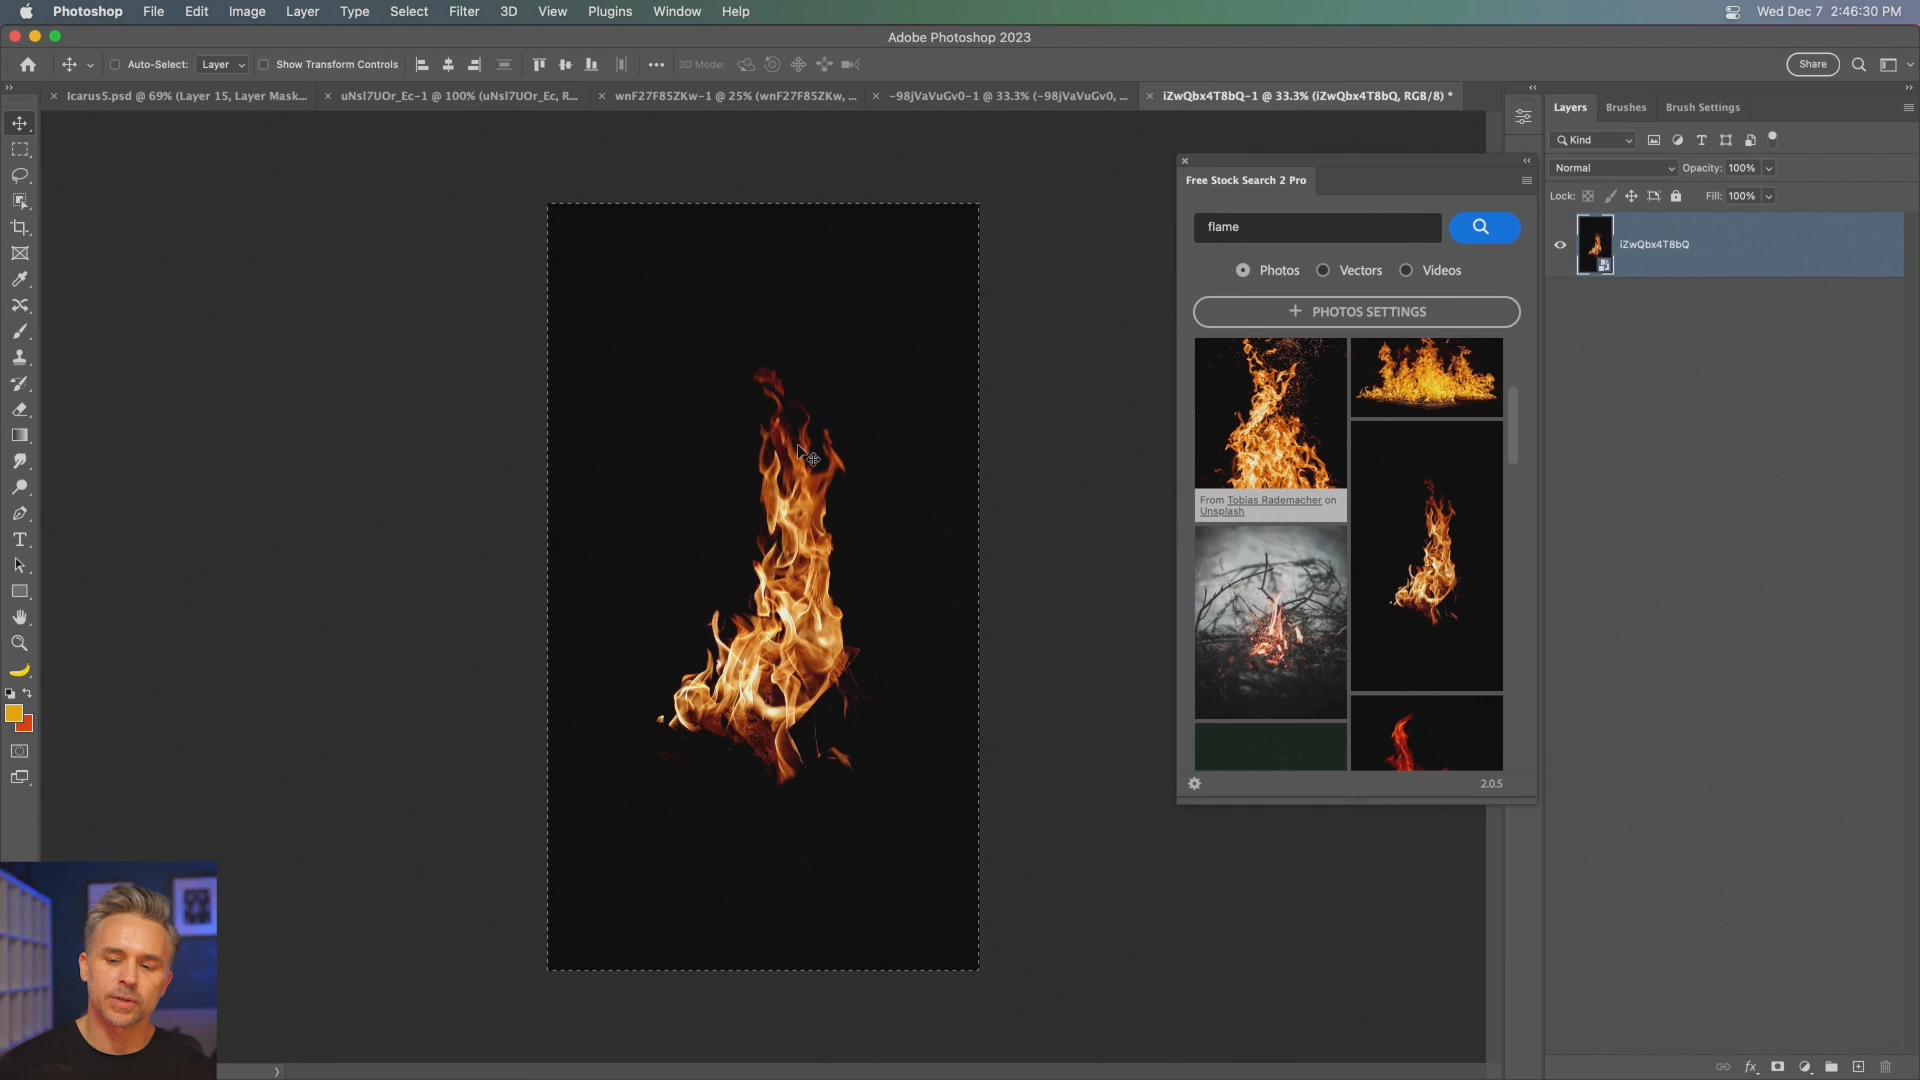 Photoshop File Edit Image Layer Type Select Filter 3D View Plugins Window Help Wed Dec 7 2:46:30 PM
Adobe Photoshop 2023
Auto-Select: Layer Show Transform Controls 3D Mode: Share
Icarus5.psd @ 69% (Layer 15, Layer Mask... uNsl7UOr_Ec-1 @ 100% (uNsl7UOr_Ec, R... wnF27F85ZKw-1 @ 25% (wnF27F85ZKw, ... -98jVaVuGv0-1 @ 33.3% (-98jVaVuGv0, ... iZwQbx4T8bQ-1 @ 33.3% (iZwQbx4T8bQ, RGB/8) *
Layers Brushes Brush Settings
Kind
Normal Opacity: 100%
Lock: Fill: 100%
iZwQbx4T8bQ
Free Stock Search 2 Pro
flame
Photos Vectors Videos
+ PHOTOS SETTINGS
From Tobias Rademacher on
Unsplash
2.0.5